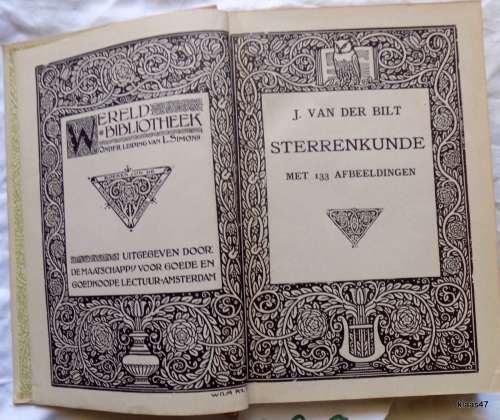 WERELD
BIBLIOTHEEK
ONDER LEIDING VAN L. SIMONS
UITGEGEVEN DOOR
DE MAATSCHAPPIJ VOOR GOEDE EN
GOEDKOOPE LECTUUR-AMSTERDAM
J. VAN DER BILT
STERRENKUNDE
MET 133 AFBEELDINGEN
klaas47